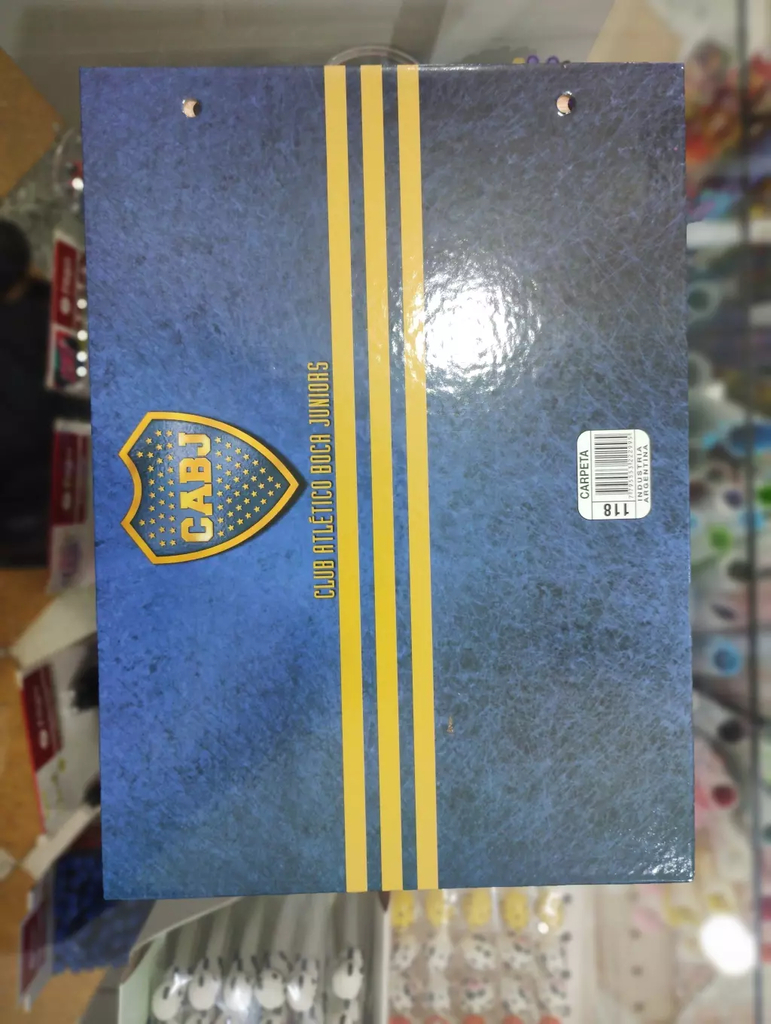 CABJ
CLUB ATLÉTICO BOCA JUNIORS
CARPETA
118
INDUSTRIA
ARGENTINA